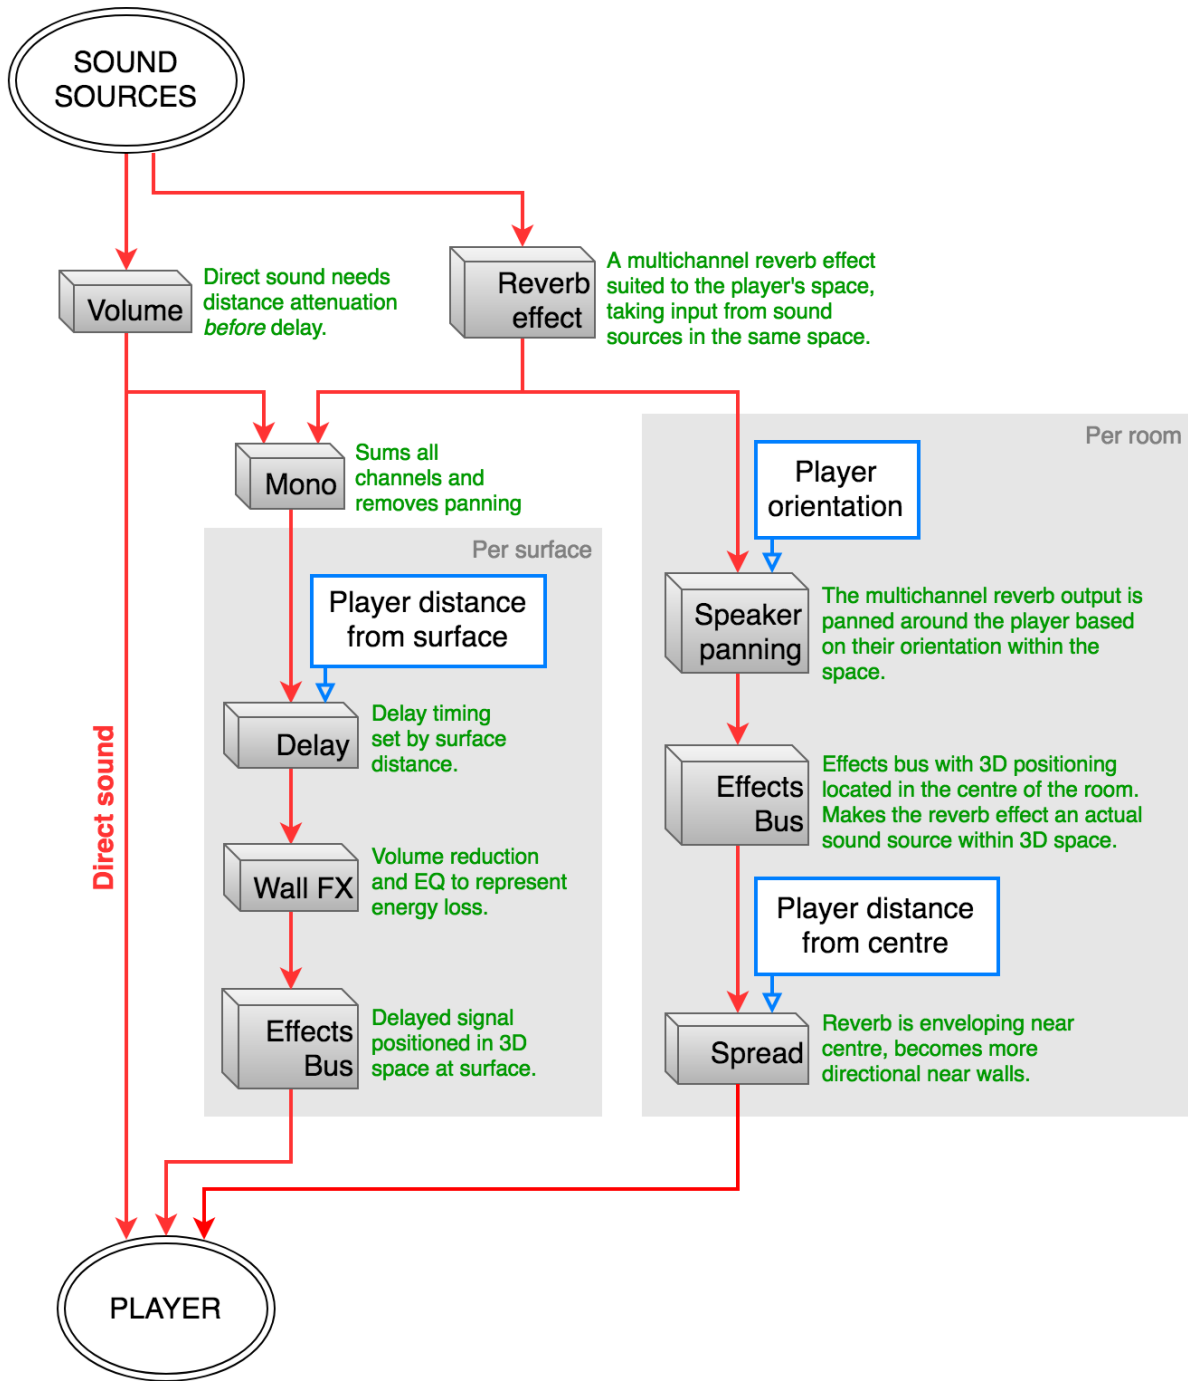 SOUND
SOURCES
Volume
Direct sound needs
distance attenuation
before delay.
Reverb
effect
A multichannel reverb effect
suited to the player's space,
taking input from sound
sources in the same space.
Mono
Sums all
channels and
removes panning
Per surface
Player distance
from surface
Delay
Delay timing
set by surface
distance.
Wall FX
Volume reduction
and EQ to represent
energy loss.
Effects
Bus
Delayed signal
positioned in 3D
space at surface.
Per room
Player
orientation
Speaker
panning
The multichannel reverb output is
panned around the player based
on their orientation within the
space.
Effects
Bus
Effects bus with 3D positioning
located in the centre of the room.
Makes the reverb effect an actual
sound source within 3D space.
Player distance
from centre
Spread
Reverb is enveloping near
centre, becomes more
directional near walls.
Direct sound
PLAYER